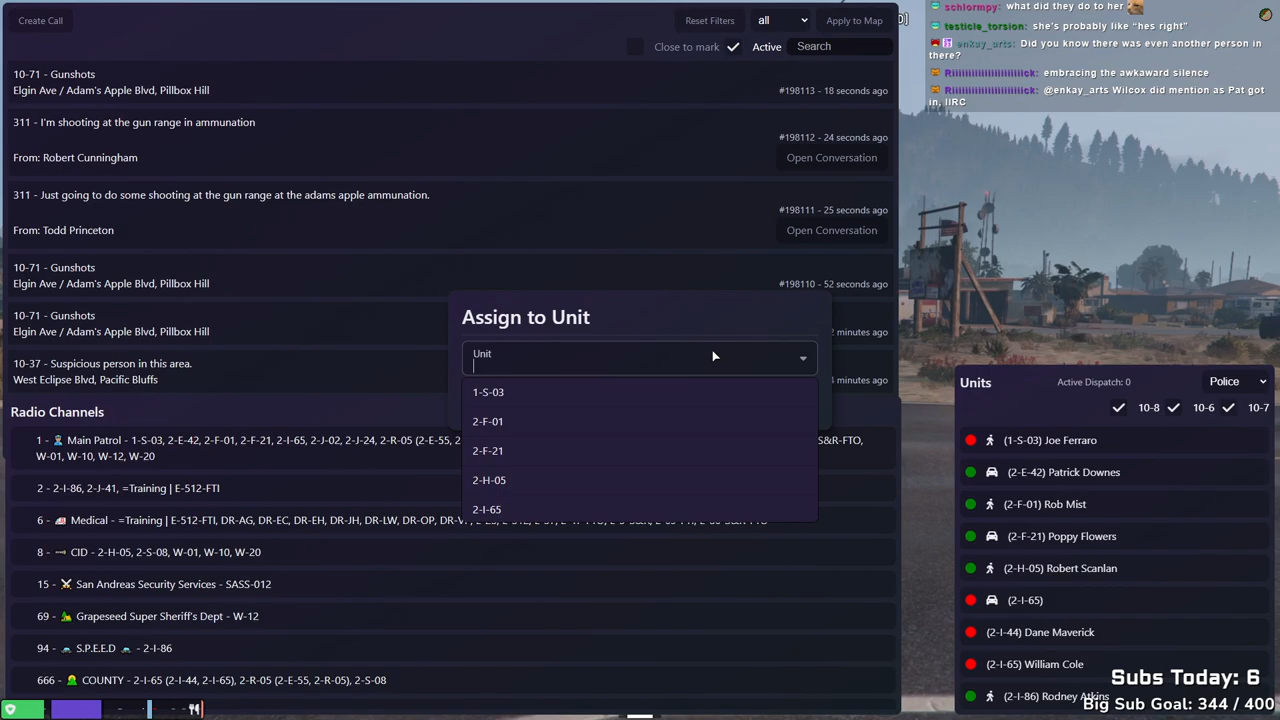 Create Call
Reset Filters
all
Apply to Map
Close to mark
Active
Search
10-71 - Gunshots
Elgin Ave / Adam's Apple Blvd, Pillbox Hill
#198113 - 18 seconds ago
311 - I'm shooting at the gun range in ammunation
#198112 - 24 seconds ago
From: Robert Cunningham
Open Conversation
311 - Just going to do some shooting at the gun range at the adams apple ammunation.
#198111 - 25 seconds ago
From: Todd Princeton
Open Conversation
10-71 - Gunshots
Elgin Ave / Adam's Apple Blvd, Pillbox Hill
#198110 - 52 seconds ago
10-71 - Gunshots
Elgin Ave / Adam's Apple Blvd, Pillbox Hill
minutes ago
10-37 - Suspicious person in this area.
West Eclipse Blvd, Pacific Bluffs
minutes ago
Assign to Unit
Unit
1-S-03
2-F-01
2-F-21
2-H-05
2-I-65
Radio Channels
1 - Main Patrol - 1-S-03, 2-E-42, 2-F-01, 2-F-21, 2-I-65, 2-J-02, 2-J-24, 2-R-05 (2-E-55, 2 S&R-FTO,
W-01, W-10, W-12, W-20
2 - 2-I-86, 2-J-41, =Training | E-512-FTI
6 - Medical - =Training | E-512-FTI, DR-AG, DR-EC, DR-EH, DR-JH, DR-LW, DR-OP,
8 - CID - 2-H-05, 2-S-08, W-01, W-10, W-20
15 - San Andreas Security Services - SASS-012
69 - Grapeseed Super Sheriff's Dept - W-12
94 - S.P.E.E.D - 2-I-86
666 - COUNTY - 2-I-65 (2-I-44, 2-I-65), 2-R-05 (2-E-55, 2-R-05), 2-S-08
schlormpy: what did they do to her
testicle_torsion: she's probably like "hes right"
enkay_arts: Did you know there was even another person in
there?
Riiiiiiiiiiiiiiiiiiiick: embracing the awkaward silence
Riiiiiiiiiiiiiiiiiiiick: @enkay_arts Wilcox did mention as Pat got
in, IIRC
Units
Active Dispatch: 0
Police
10-8
10-6
10-7
(1-S-03) Joe Ferraro
(2-E-42) Patrick Downes
(2-F-01) Rob Mist
(2-F-21) Poppy Flowers
(2-H-05) Robert Scanlan
(2-I-65)
(2-I-44) Dane Maverick
(2-I-65) William Cole
(2-I-86) Rodney Atkins
Subs Today: 6
Big Sub Goal: 344 / 400